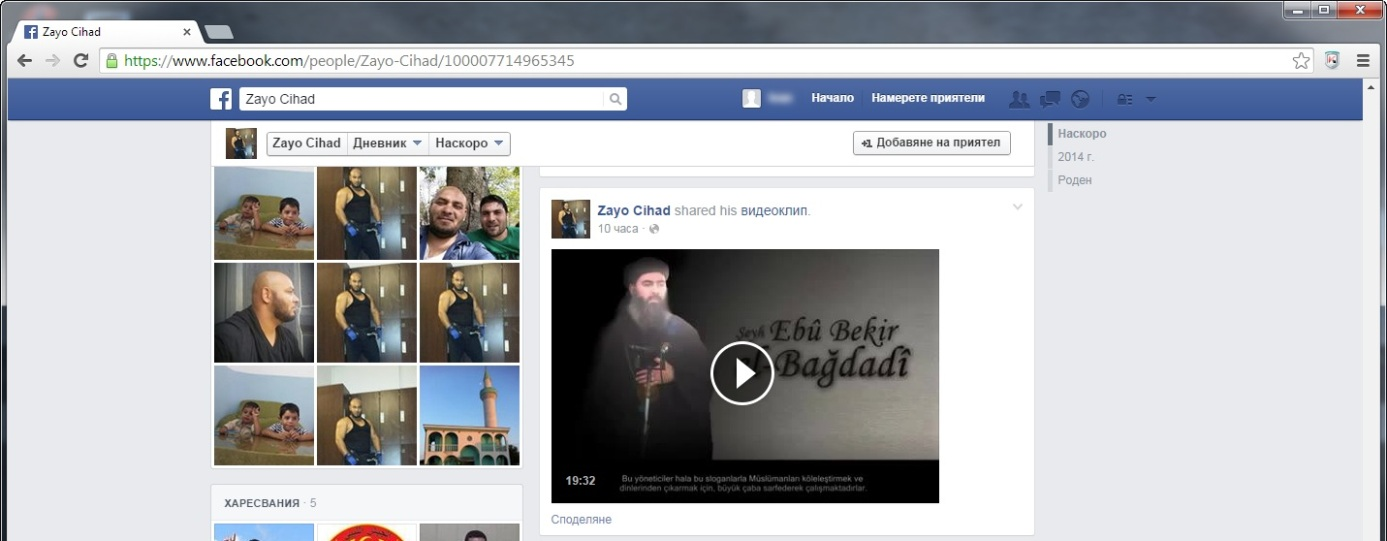 Zayo Cihad
https://www.facebook.com/people/Zayo-Cihad/100007714965345
Zayo Cihad
Начало
Намерете приятели
Zayo Cihad
Дневник
Наскоро
+1 Добавяне на приятел
Наскоро
2014 г.
Роден
Zayo Cihad shared his видеоклип.
10 часа ·
Şeyh Ebû Bekir
el-Bağdadî
19:32
Bu yöneticiler hala bu sloganlarla Müslümanları köleleştirmek ve
dinlerinden çıkarmak için, büyük çaba sarfederek çalışmaktadırlar.
Споделяне
ХАРЕСВАНИЯ · 5